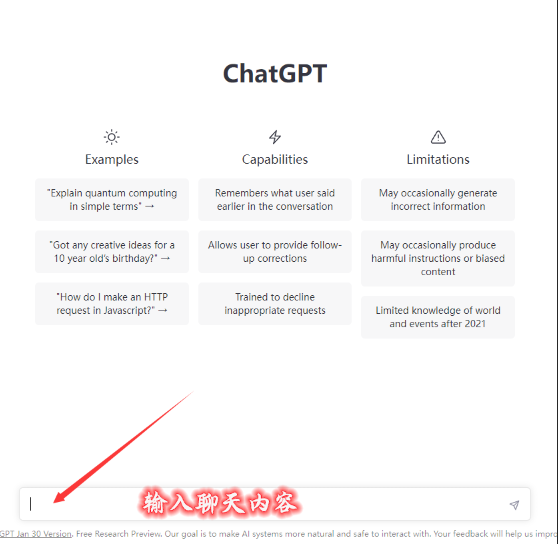 ChatGPT
Examples
Capabilities
Limitations
"Explain quantum computing
in simple terms" →
Remembers what user said
earlier in the conversation
May occasionally generate
incorrect information
"Got any creative ideas for a
10 year old's birthday?" →
Allows user to provide follow-
up corrections
May occasionally produce
harmful instructions or biased
content
"How do I make an HTTP
request in Javascript?" →
Trained to decline
inappropriate requests
Limited knowledge of world
and events after 2021
输入聊天内容
GPT Jan 30 Version. Free Research Preview. Our goal is to make AI systems more natural and safe to interact with. Your feedback will help us impro